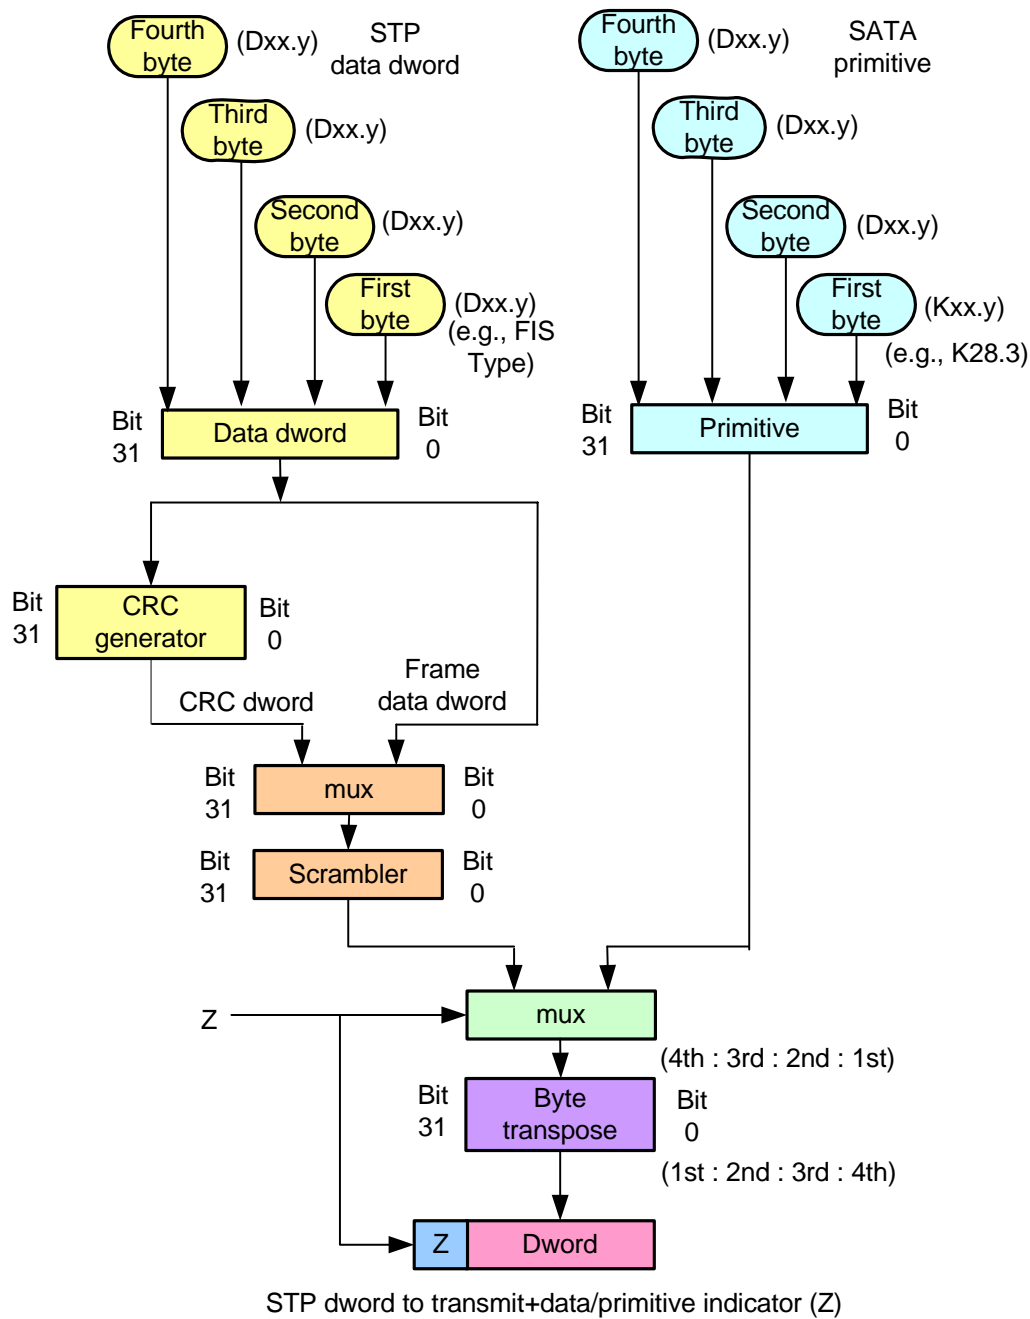 Fourth
byte
(Dxx.y)
STP
data dword
Third
byte
(Dxx.y)
Second
byte
(Dxx.y)
First
byte
(Dxx.y)
(e.g., FIS
Type)
Bit
31
Data dword
Bit
0
Fourth
byte
(Dxx.y)
SATA
primitive
Third
byte
(Dxx.y)
Second
byte
(Dxx.y)
First
byte
(Kxx.y)
(e.g., K28.3)
Bit
31
Primitive
Bit
0
Bit
31
CRC
generator
Bit
0
CRC dword
Frame
data dword
Bit
31
mux
Bit
0
Bit
31
Scrambler
Bit
0
Z
mux
(4th : 3rd : 2nd : 1st)
Bit
31
Byte
transpose
Bit
0
(1st : 2nd : 3rd : 4th)
Z
Dword
STP dword to transmit+data/primitive indicator (Z)